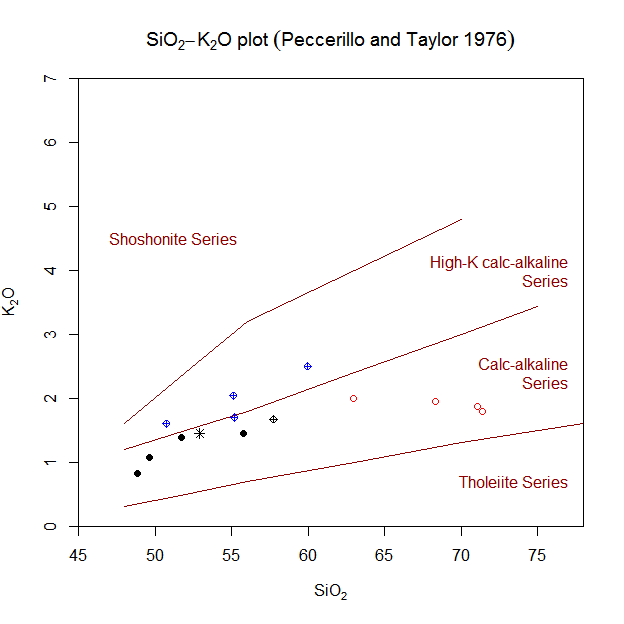 SiO₂−K₂O plot (Peccerillo and Taylor 1976)
7
6
5
4
3
2
1
0
K₂O
Shoshonite Series
High-K calc-alkaline
Series
Calc-alkaline
Series
Tholeiite Series
45 50 55 60 65 70 75
SiO₂